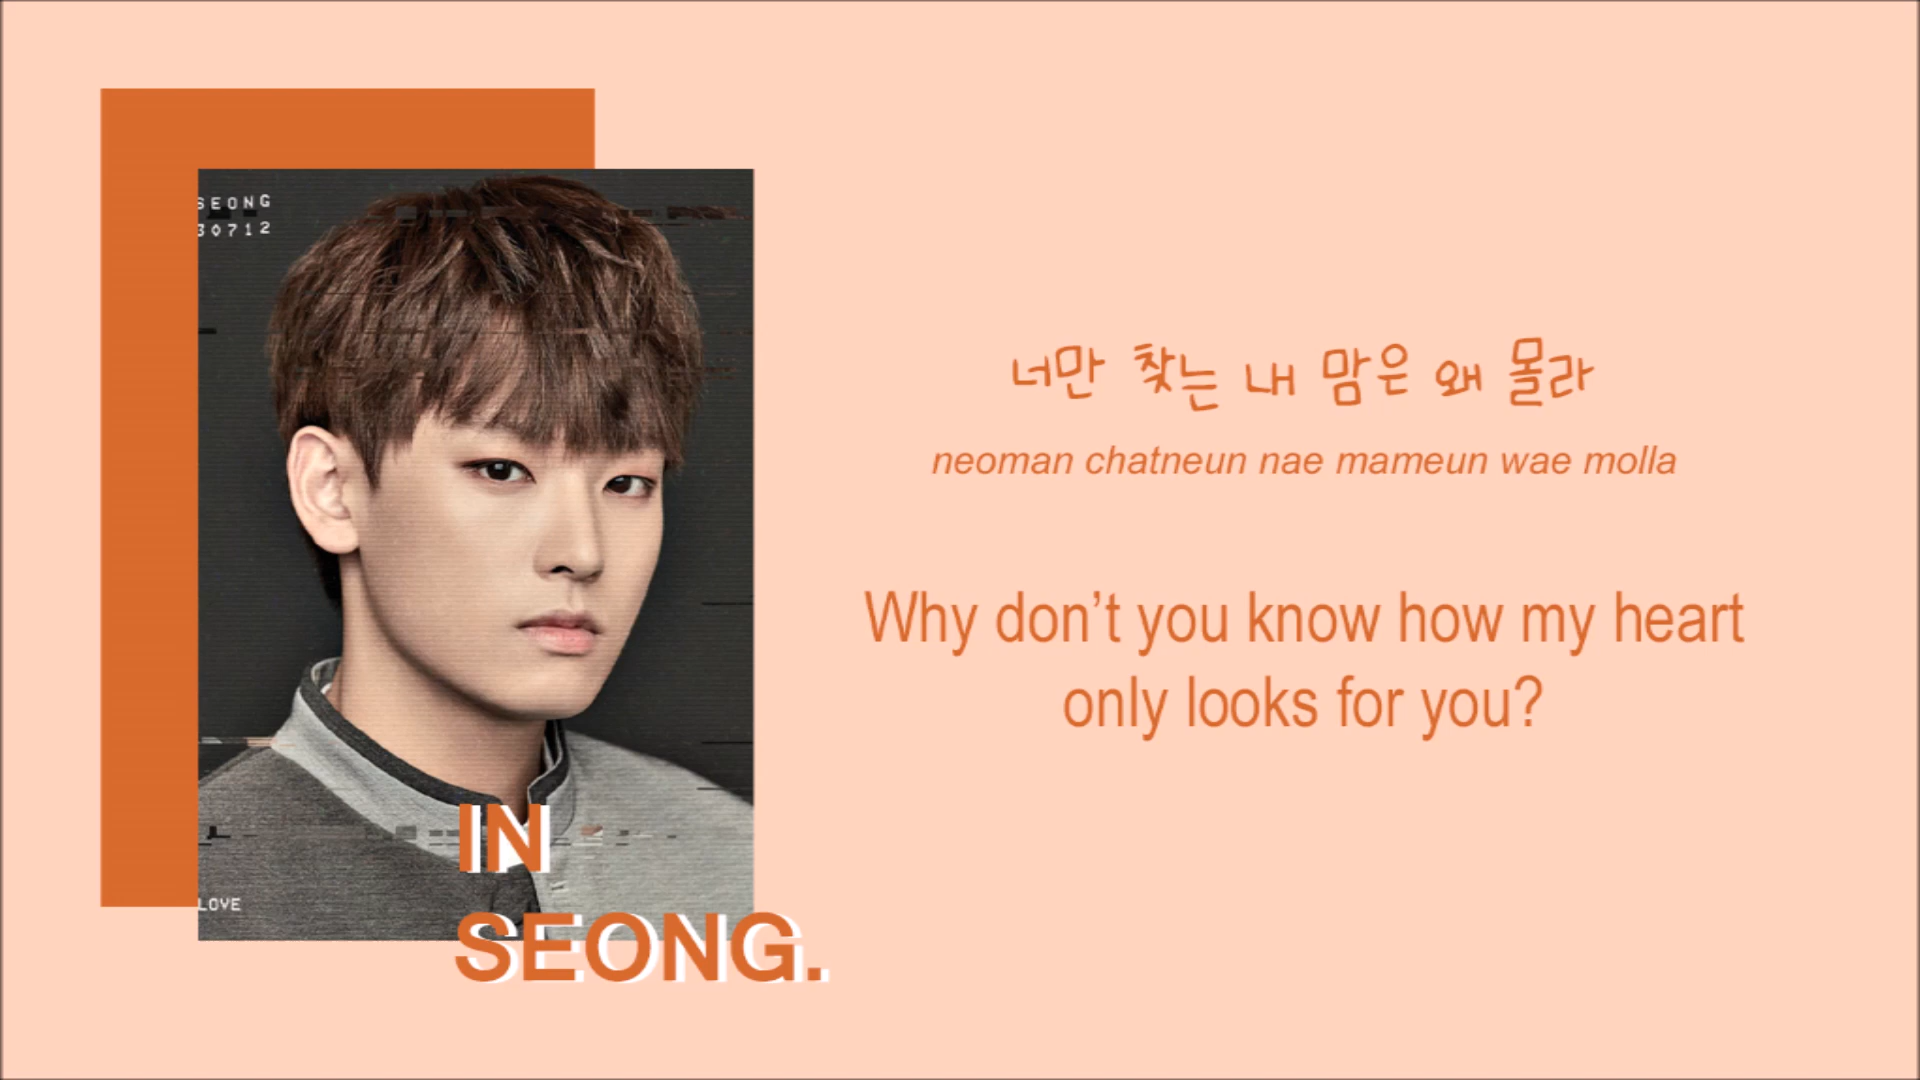 SEONG
30712
LOVE
IN
SEONG.
너만 찾는 내 맘은 왜 몰라
neoman chatneun nae mameun wae molla
Why don’t you know how my heart
only looks for you?